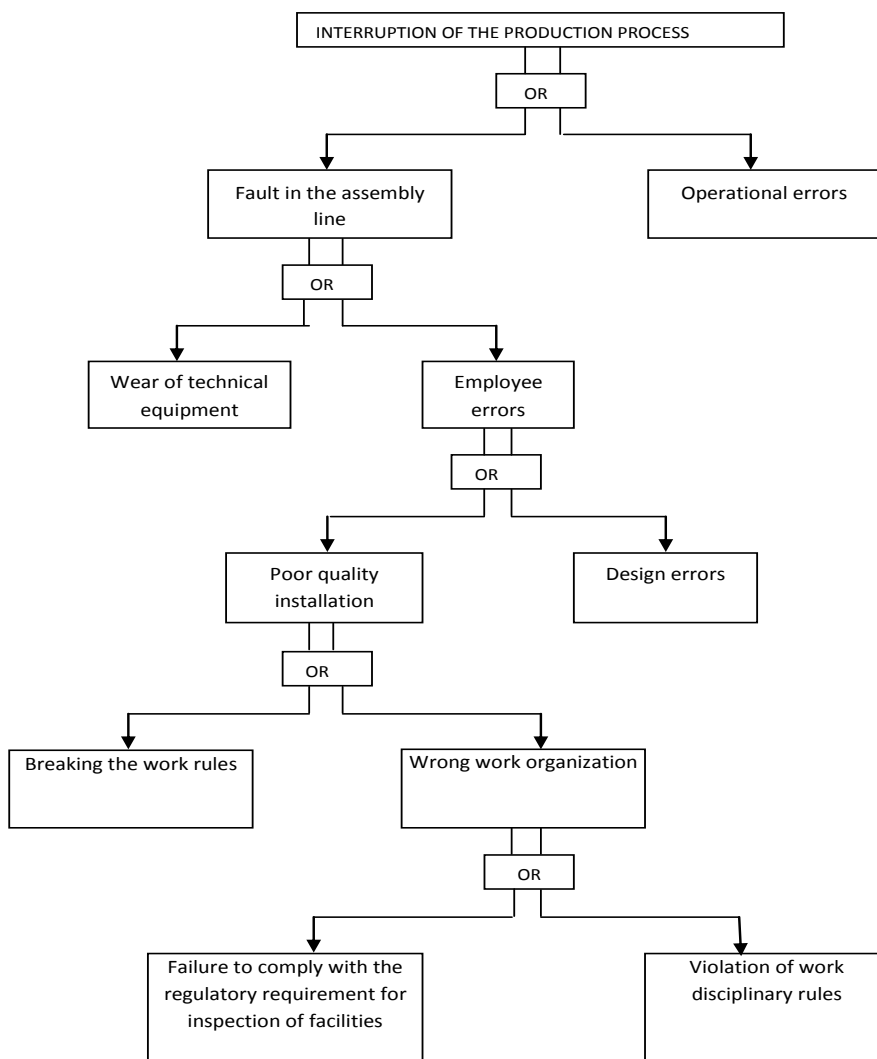 INTERRUPTION OF THE PRODUCTION PROCESS
OR
Fault in the assembly
line
Operational errors
OR
Wear of technical
equipment
Employee
errors
OR
Poor quality
installation
Design errors
OR
Breaking the work rules
Wrong work organization
OR
Failure to comply with the
regulatory requirement for
inspection of facilities
Violation of work
disciplinary rules